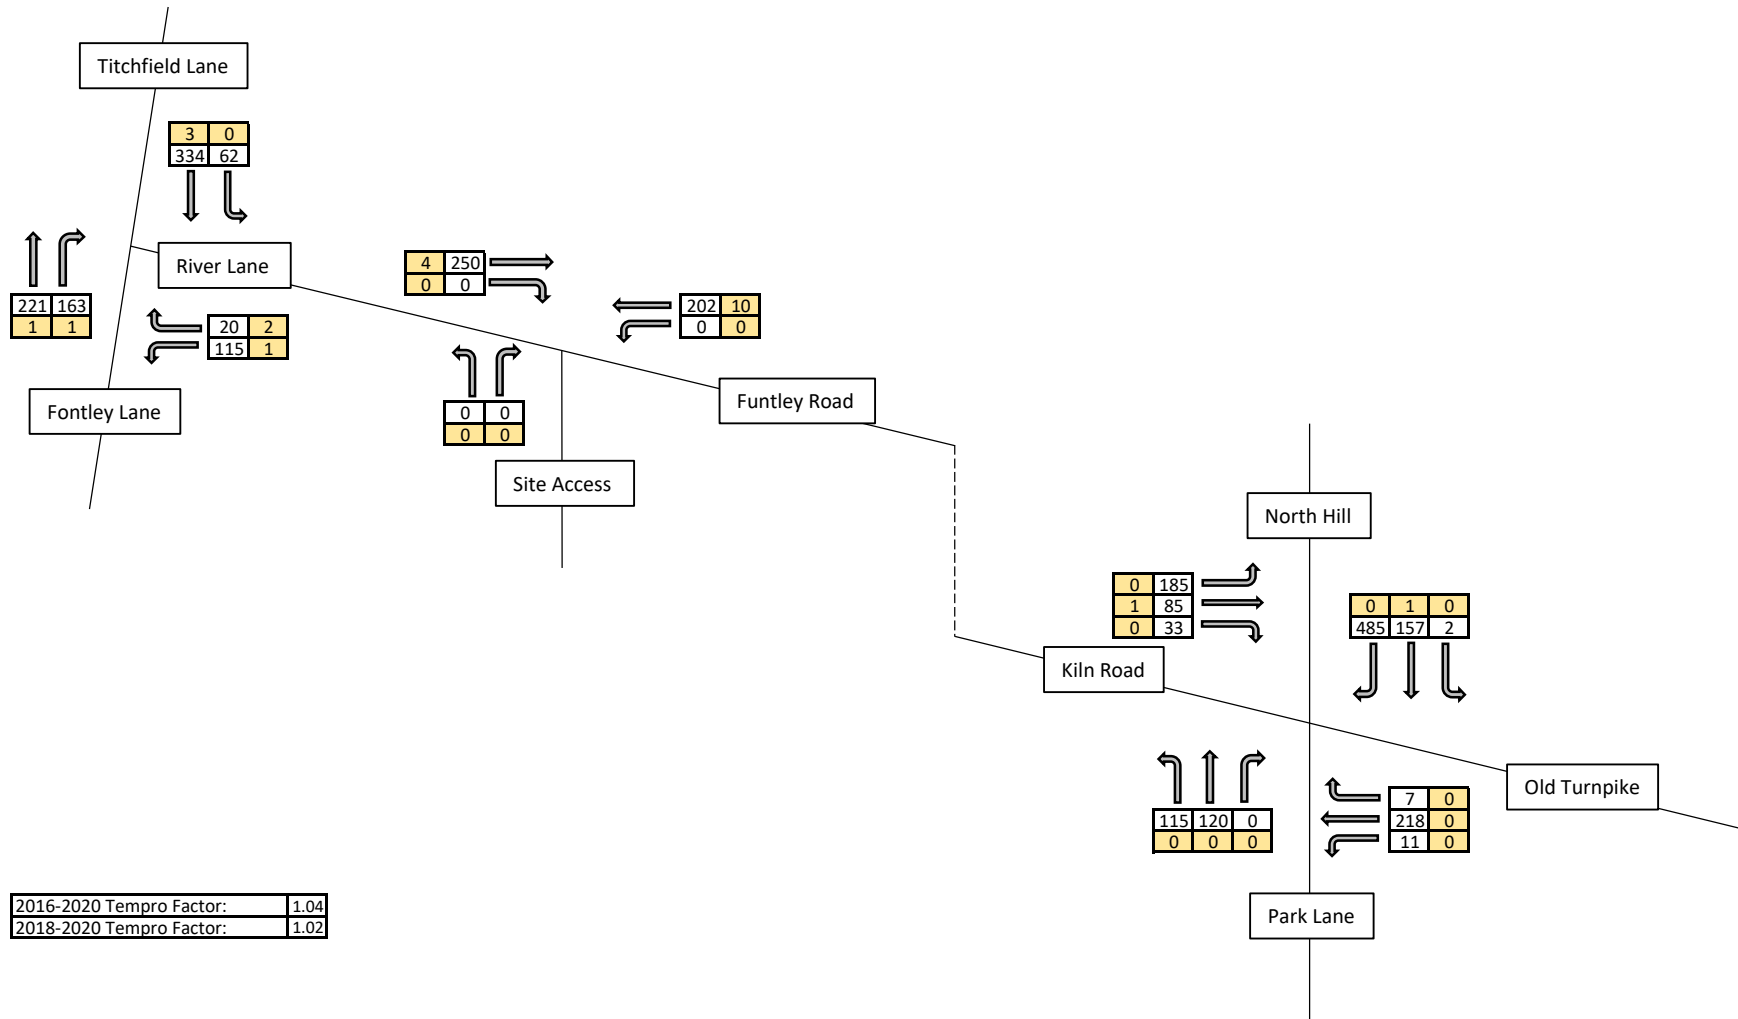 Titchfield Lane
3 0
334 62
River Lane
221 163
1 1
20 2
115 1
Fontley Lane
4 250
0 0
202 10
0 0
0 0
0 0
Funtley Road
Site Access
North Hill
0 185
1 85
0 33
0 1 0
485 157 2
Kiln Road
115 120 0
0 0 0
7 0
218 0
11 0
Old Turnpike
Park Lane
2016-2020 Tempro Factor: 1.04
2018-2020 Tempro Factor: 1.02